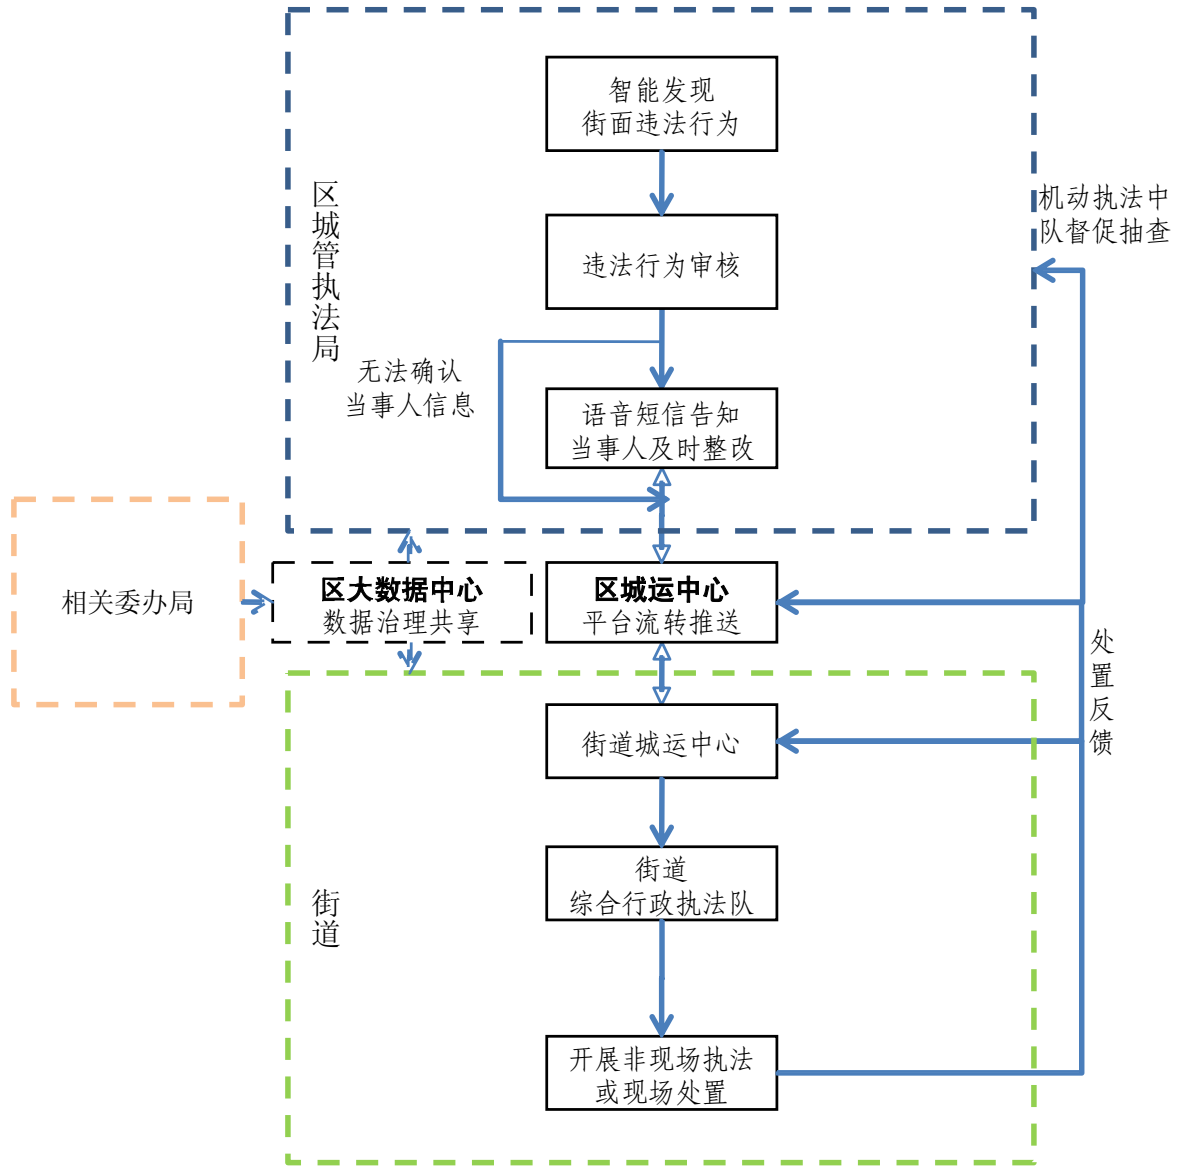 智能发现
街面违法行为
区城管执法局
机动执法中
队督促抽查
违法行为审核
无法确认
当事人信息
语音短信告知
当事人及时整改
相关委办局
区大数据中心
数据治理共享
区城运中心
平台流转推送
处置反馈
街道城运中心
街道
综合行政执法队
街道
开展非现场执法
或现场处置